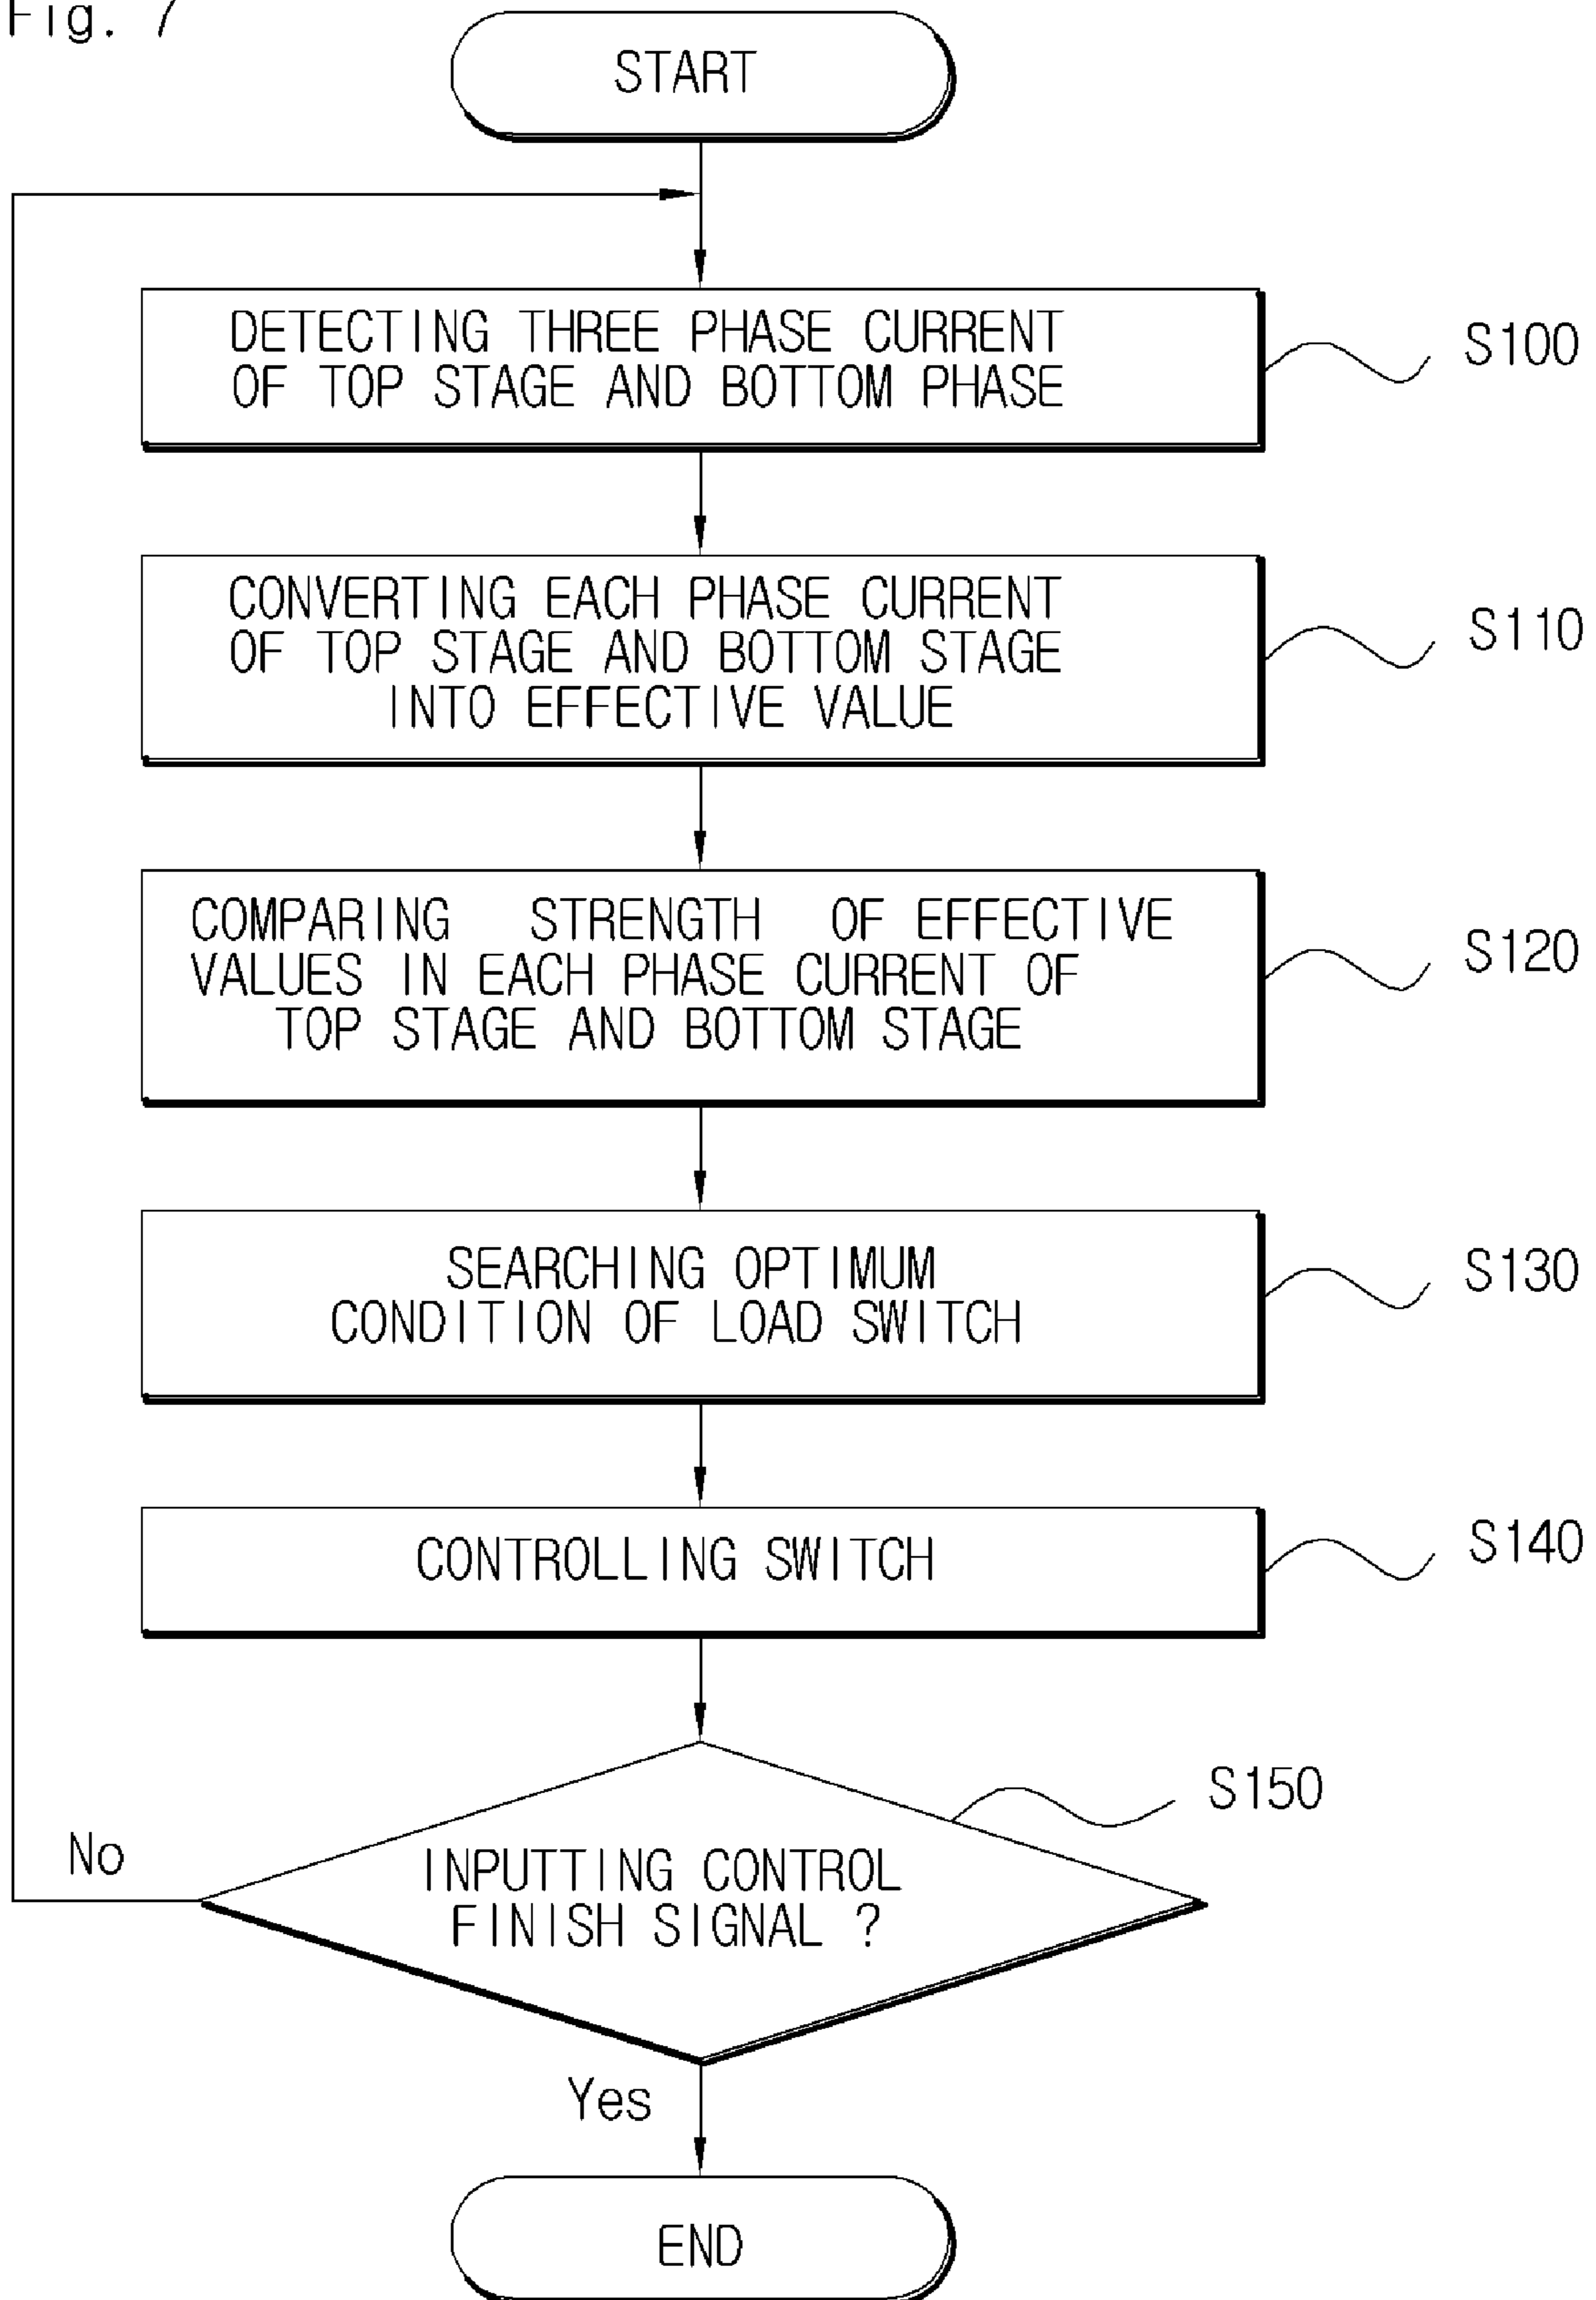 Fig. 7
START
DETECTING THREE PHASE CURRENT
OF TOP STAGE AND BOTTOM PHASE
S100
CONVERTING EACH PHASE CURRENT
OF TOP STAGE AND BOTTOM STAGE
INTO EFFECTIVE VALUE
S110
COMPARING STRENGTH OF EFFECTIVE
VALUES IN EACH PHASE CURRENT OF
TOP STAGE AND BOTTOM STAGE
S120
SEARCHING OPTIMUM
CONDITION OF LOAD SWITCH
S130
CONTROLLING SWITCH
S140
S150
No
INPUTTING CONTROL
FINISH SIGNAL ?
Yes
END